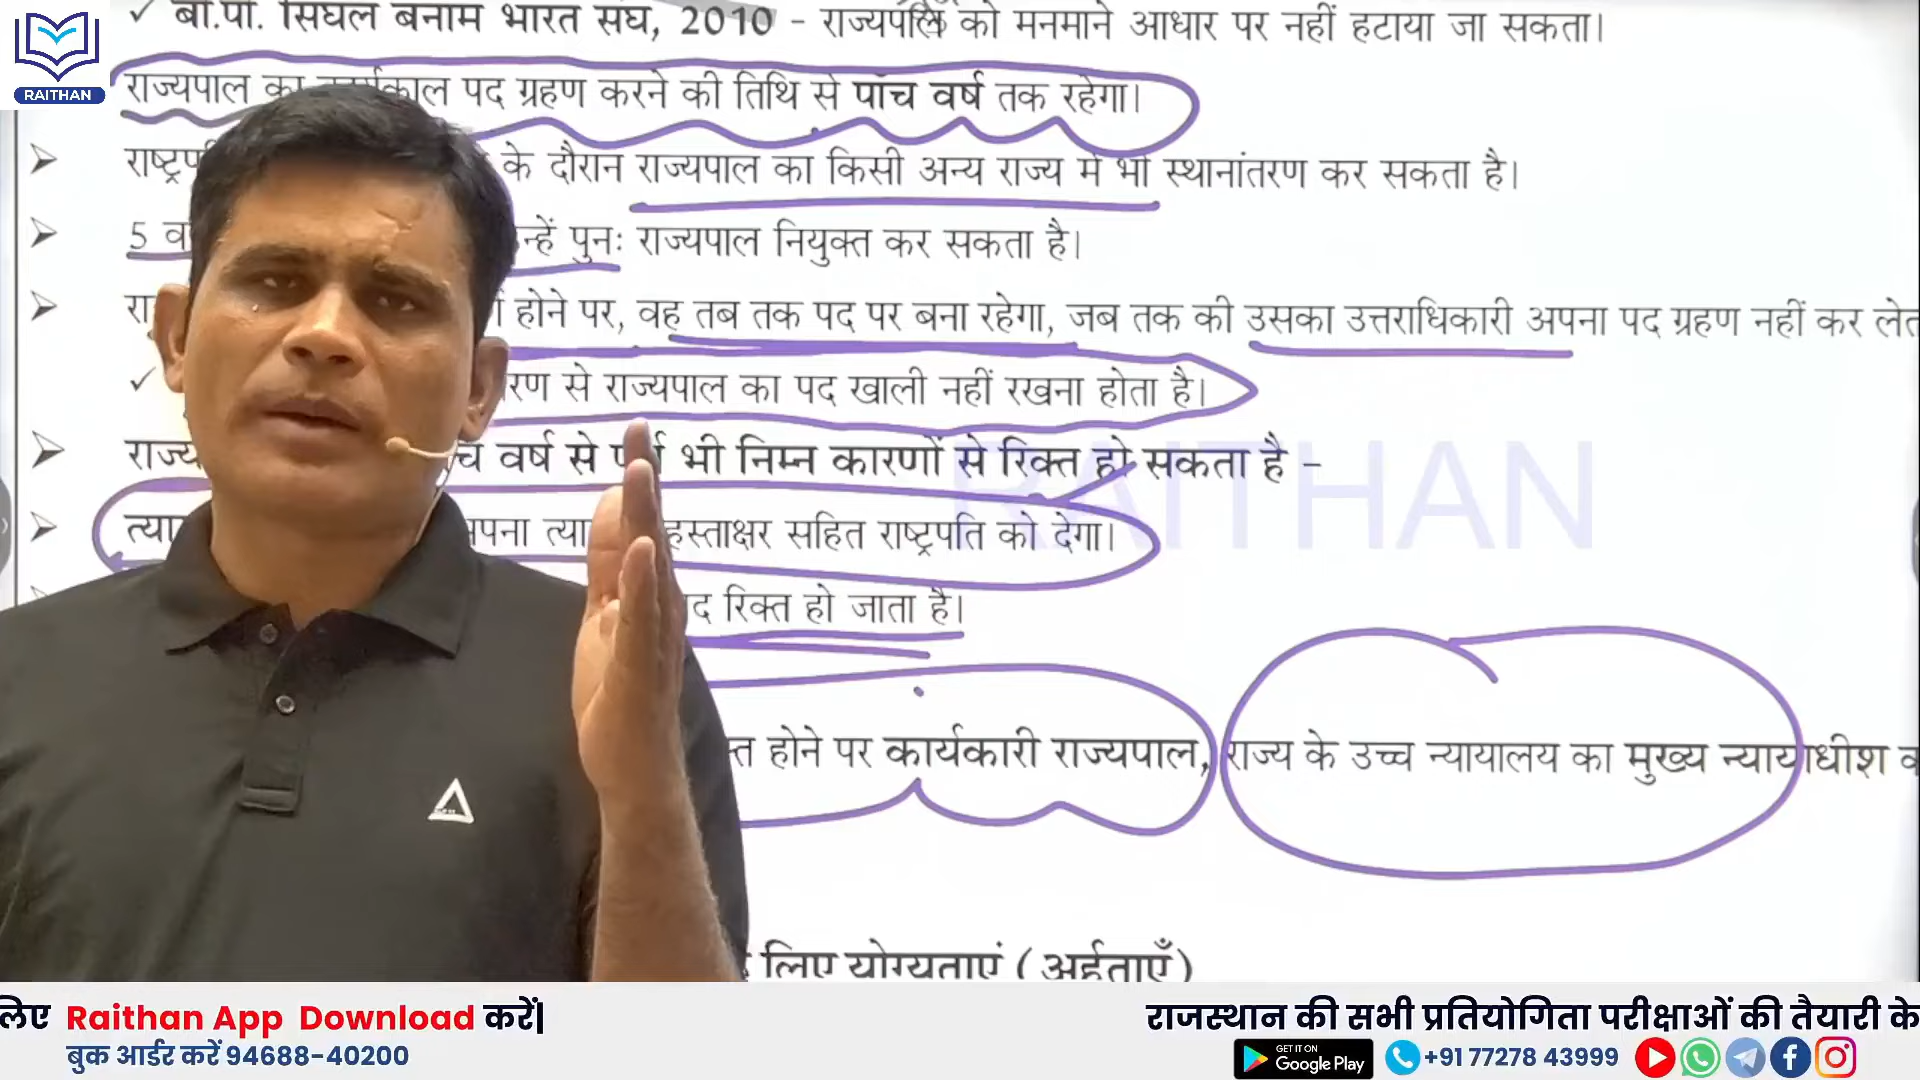 ✓ बी.पी. सिंघल बनाम भारत संघ, 2010 - राज्यपाल को मनमाने आधार पर नहीं हटाया जा सकता।
RAITHAN
राज्यपाल का कार्यकाल पद ग्रहण करने की तिथि से पाँच वर्ष तक रहेगा।
के दौरान राज्यपाल का किसी अन्य राज्य में भी स्थानांतरण कर सकता है।
5 पुनः राज्यपाल नियुक्त कर सकता है।
होने पर, वह तब तक पद पर बना रहेगा, जब तक की उसका उत्तराधिकारी अपना पद ग्रहण नहीं कर
✓ से राज्यपाल का पद खाली नहीं रखना होता है।
वर्ष से पूर्व भी निम्न कारणों से रिक्त हो सकता है -
RAITHAN
हस्ताक्षर सहित राष्ट्रपति को देगा।
रिक्त हो जाता है।
होने पर कार्यकारी राज्यपाल, राज्य के उच्च न्यायालय का मुख्य न्यायाधीश
लिए योग्यताएं ( अर्हताएँ )
लिए Raithan App Download करें| राजस्थान की सभी प्रतियोगिता परीक्षाओं की तैयारी के
बुक आर्डर करें 94688-40200
GET IT ON
Google Play
+91 77278 43999